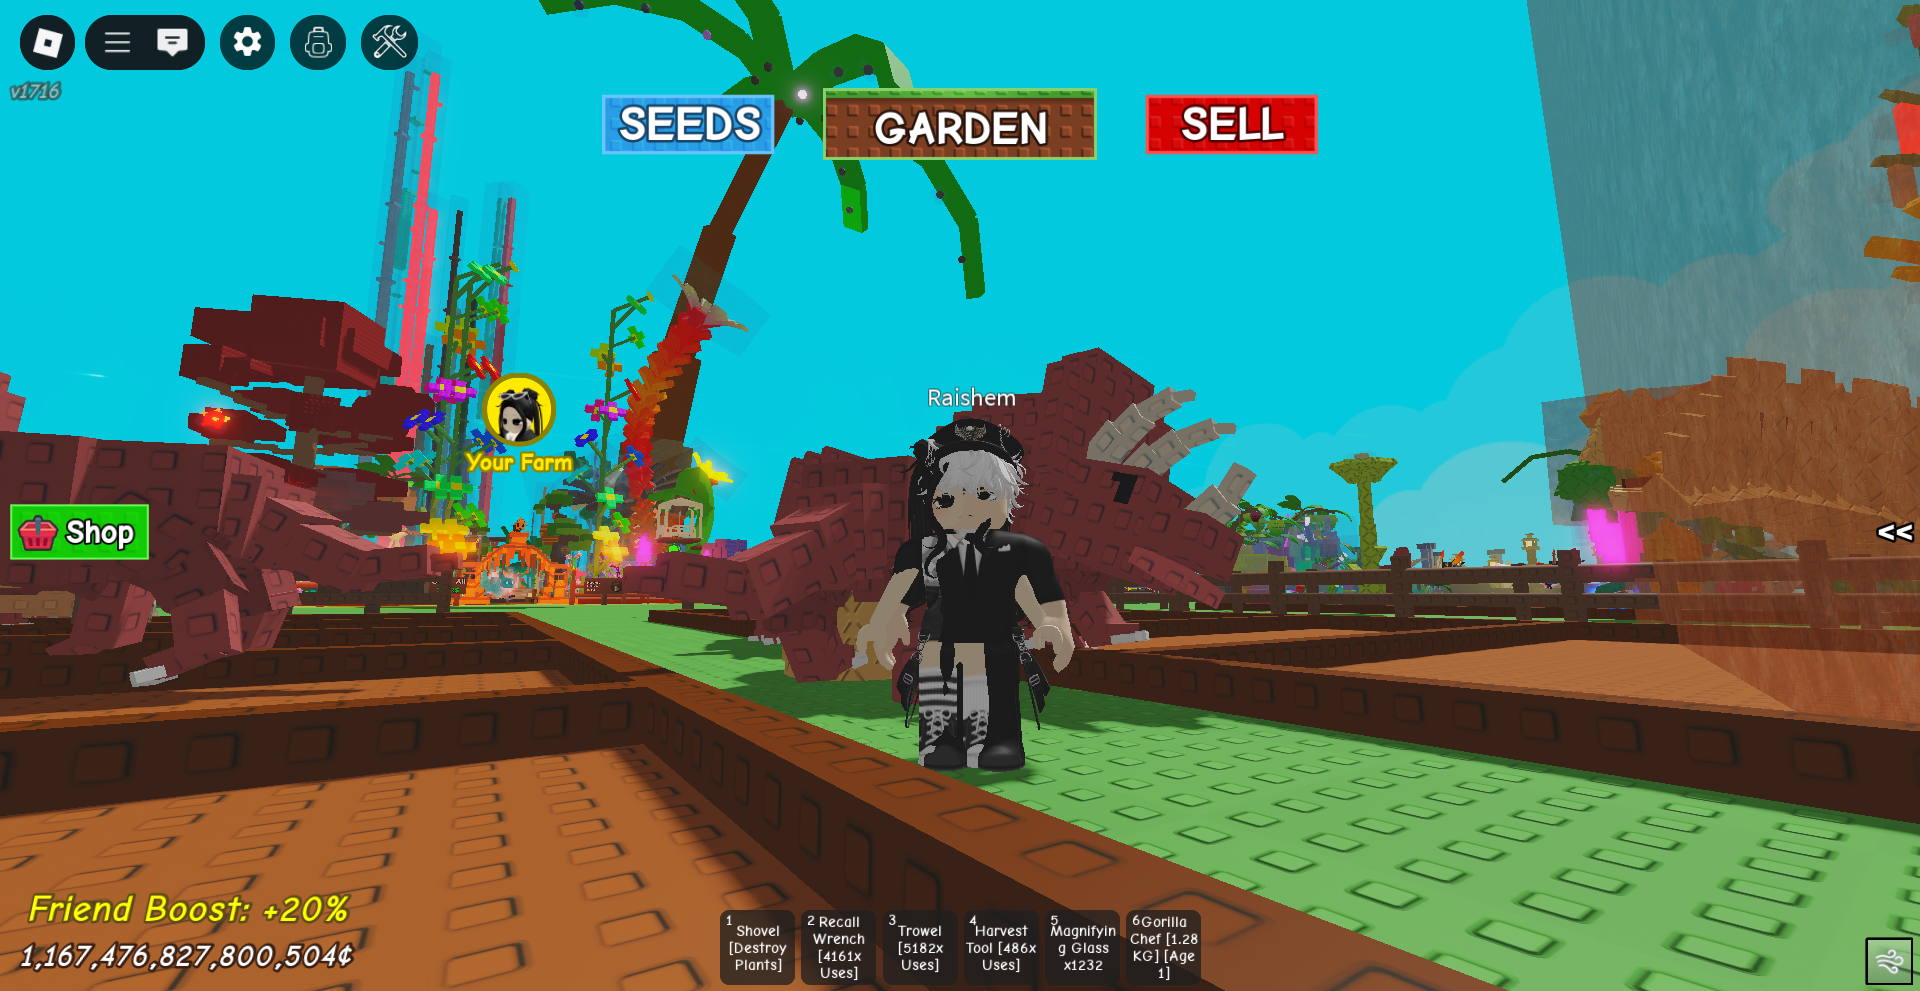 v1716
SEEDS
GARDEN
SELL
Raishem
Your Farm
Shop
<<
Friend Boost: +20%
1,167,476,827,800,504¢
1
Shovel
[Destroy
Plants]
2 Recall
Wrench
[4161x
Uses]
3
Trowel
[5182x
Uses]
4
Harvest
Tool [486x
Uses]
5
Magnifyin
g Glass
x1232
6 Gorilla
Chef [1.28
KG] [Age
1]